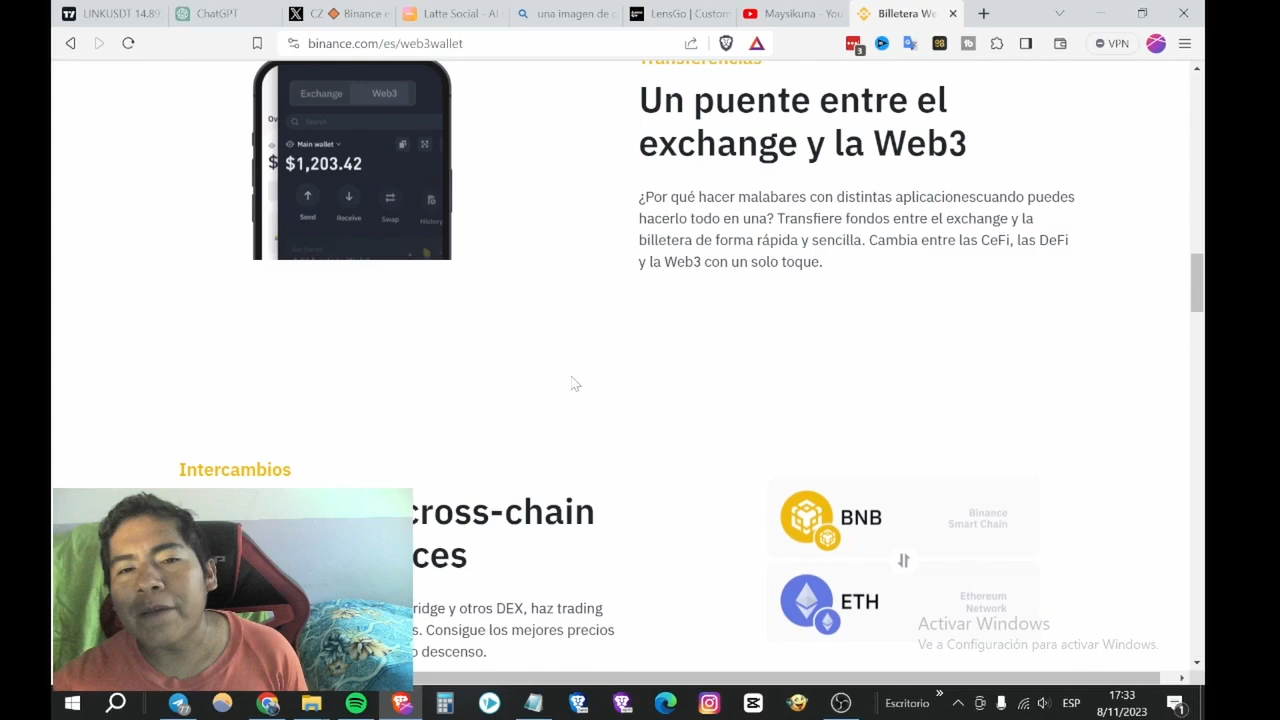 LINKUSDT 14.89
ChatGPT
CZ 🔶 Binance e
Latte Social - AI
una imagen de c
LensGo | Custom
Maysikuna - You
Billetera We
binance.com/es/web3wallet
3
VPN
Transferencias
Un puente entre el
exchange y la Web3
¿Por qué hacer malabares con distintas aplicacionescuando puedes
hacerlo todo en una? Transfiere fondos entre el exchange y la
billetera de forma rápida y sencilla. Cambia entre las CeFi, las DeFi
y la Web3 con un solo toque.
Exchange
Web3
Ov
Search
Main wallet
$
$1,203.42
Send
Receive
Swap
History
Intercambios
cross-chain
ces
ridge y otros DEX, haz trading
s. Consigue los mejores precios
o descenso.
BNB
Binance
Smart Chain
ETH
Ethereum
Network
Activar Windows
Ve a Configuración para activar Windows.
Escritorio
»
ESP
17:33
8/11/2023
1